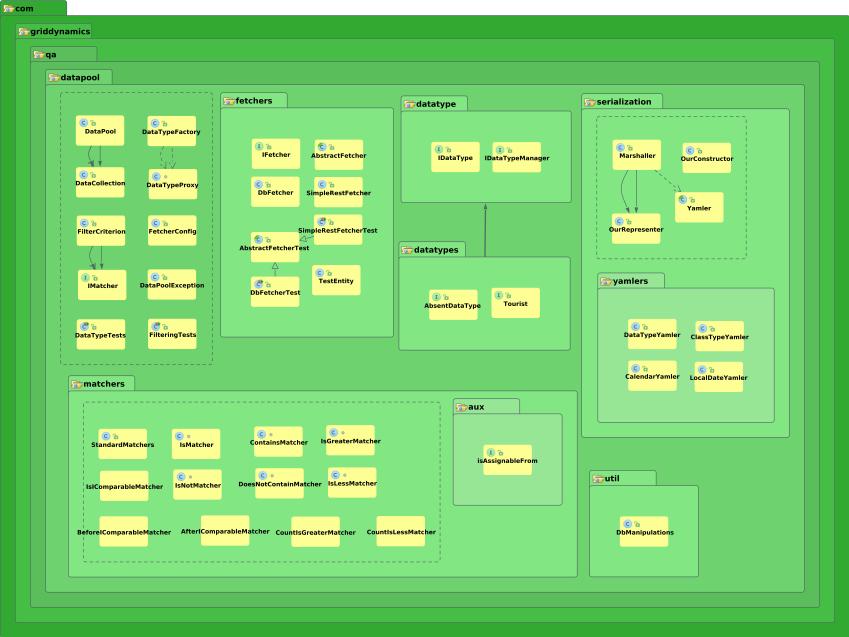 com
griddynamics
qa
datapool
DataPool
DataTypeFactory
DataCollection
DataTypeProxy
FilterCriterion
FetcherConfig
IMatcher
DataPoolException
DataTypeTests
FilteringTests
fetchers
IFetcher
AbstractFetcher
DbFetcher
SimpleRestFetcher
SimpleRestFetcherTest
AbstractFetcherTest
DbFetcherTest
TestEntity
datatype
IDataType
IDataTypeManager
datatypes
AbsentDataType
Tourist
serialization
Marshaller
OurConstructor
Yamler
OurRepresenter
yamlers
DataTypeYamler
ClassTypeYamler
CalendarYamler
LocalDateYamler
matchers
StandardMatchers
IsMatcher
ContainsMatcher
IsGreaterMatcher
IsIComparableMatcher
IsNotMatcher
DoesNotContainMatcher
IsLessMatcher
BeforeIComparableMatcher
AfterIComparableMatcher
CountIsGreaterMatcher
CountIsLessMatcher
aux
isAssignableFrom
util
DbManipulations